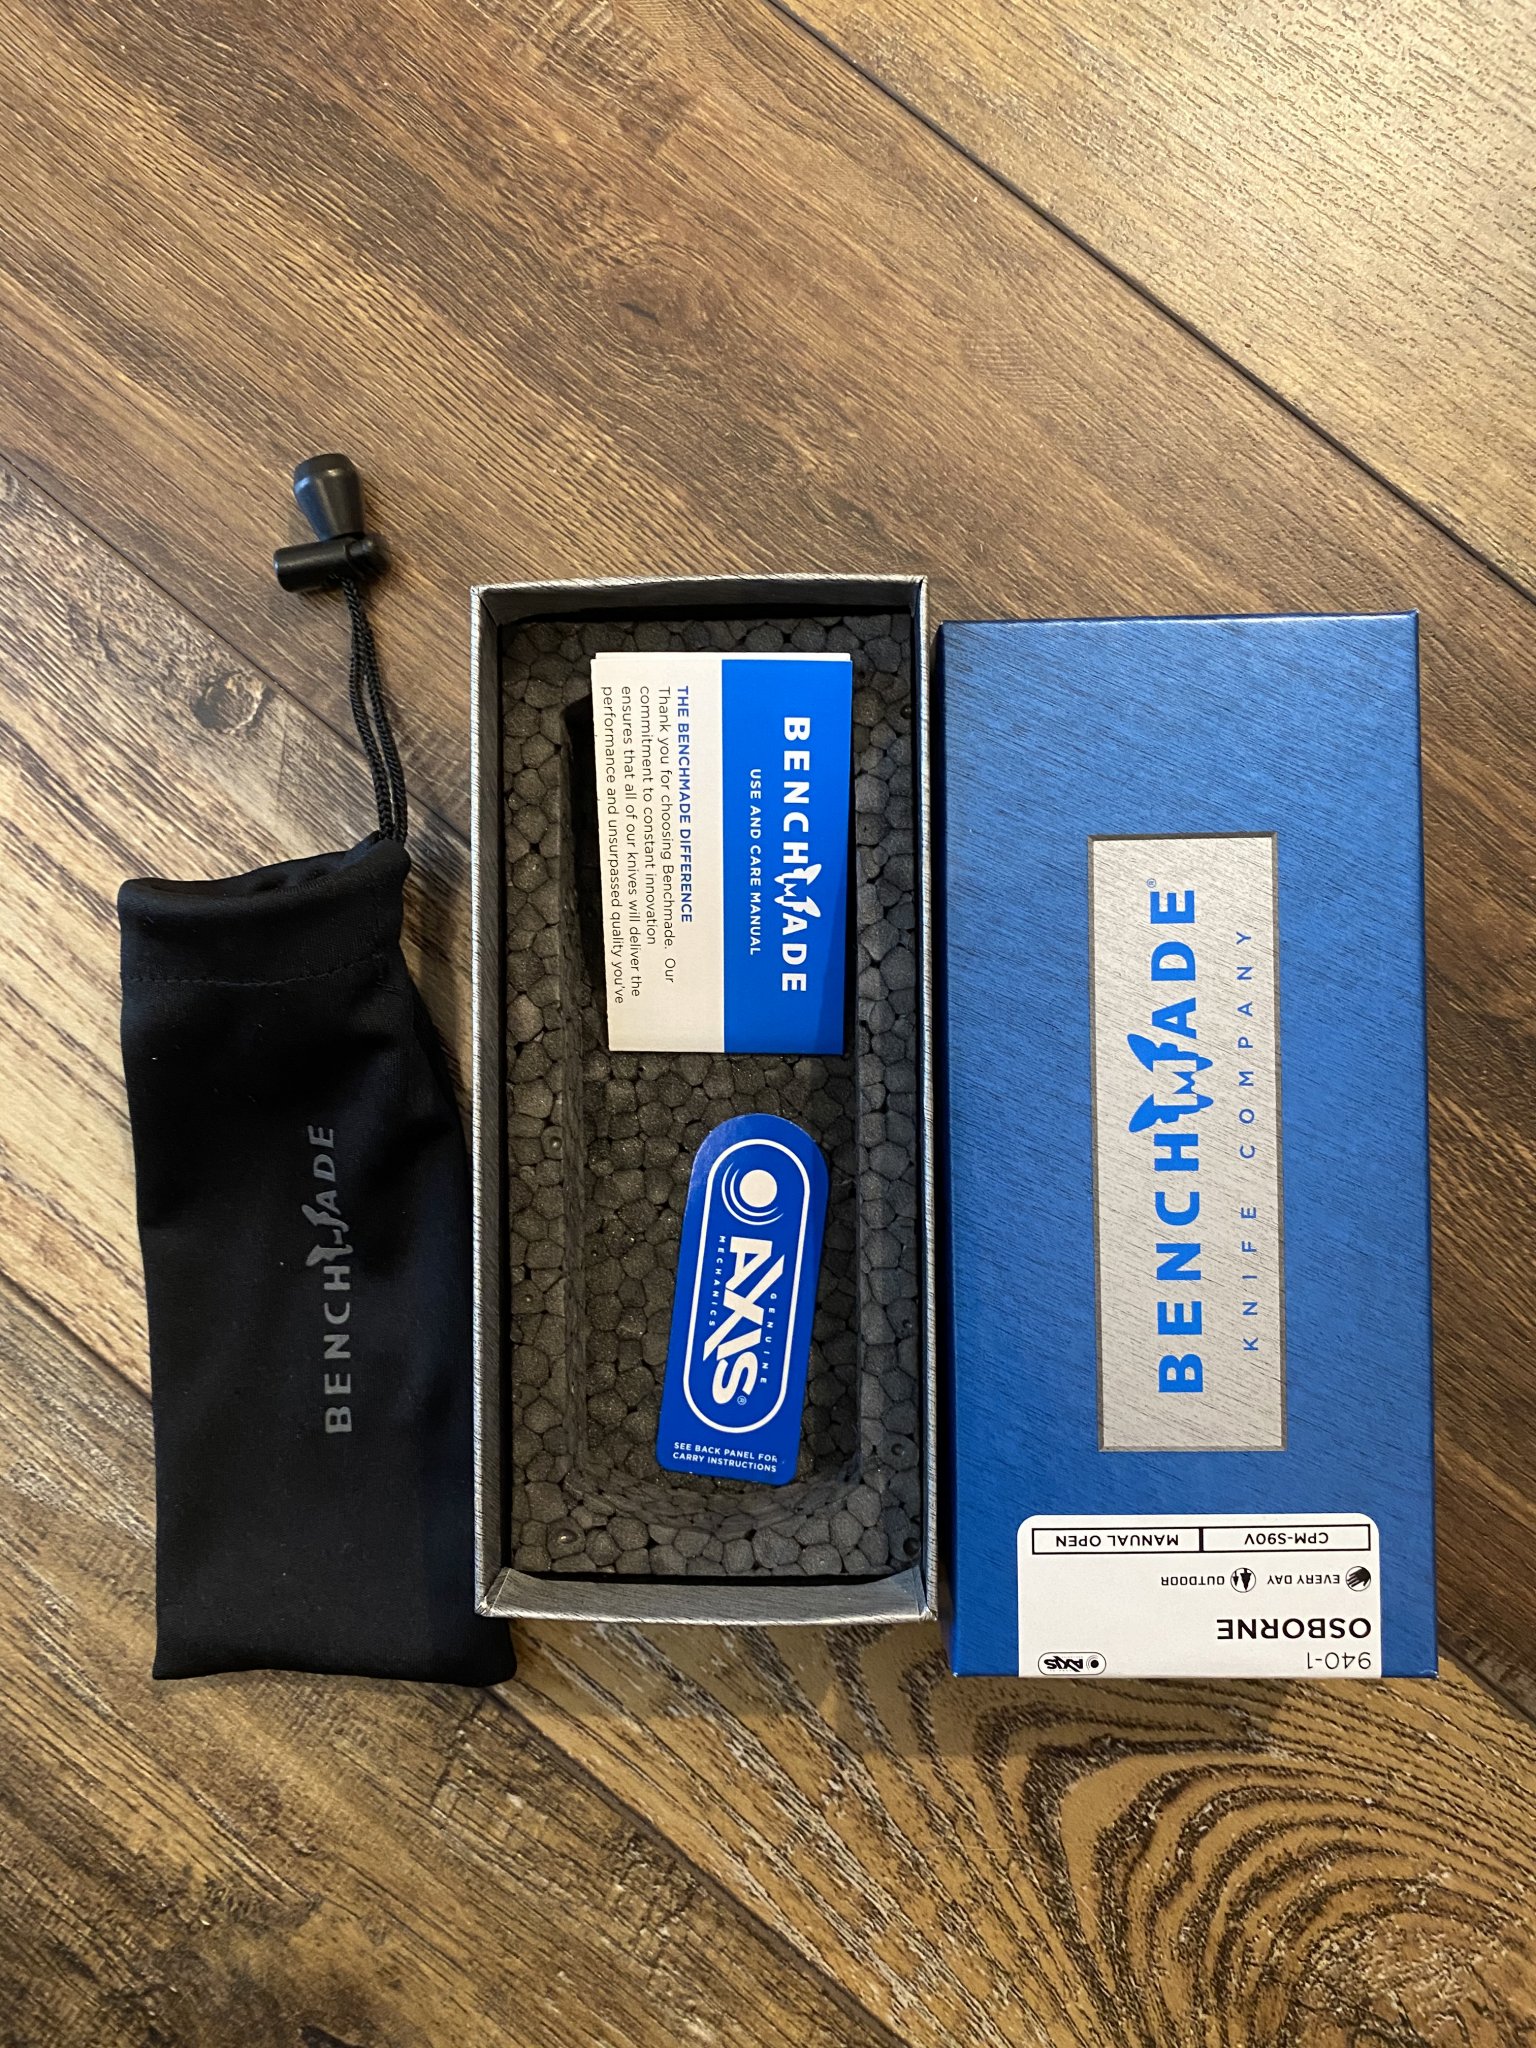 BENCHMADE
BENCHMADE
USE AND CARE MANUAL
THE BENCHMADE DIFFERENCE
Thank you for choosing Benchmade. Our
commitment to constant innovation
ensures that all of our knives will deliver the
performance and unsurpassed quality you've
GENUINE
AXIS®
MECHANICS
SEE BACK PANEL FOR
CARRY INSTRUCTIONS
BENCHMADE®
KNIFE COMPANY
940-1
AXIS
OSBORNE
EVERY DAY OUTDOOR
CPM-S90V MANUAL OPEN